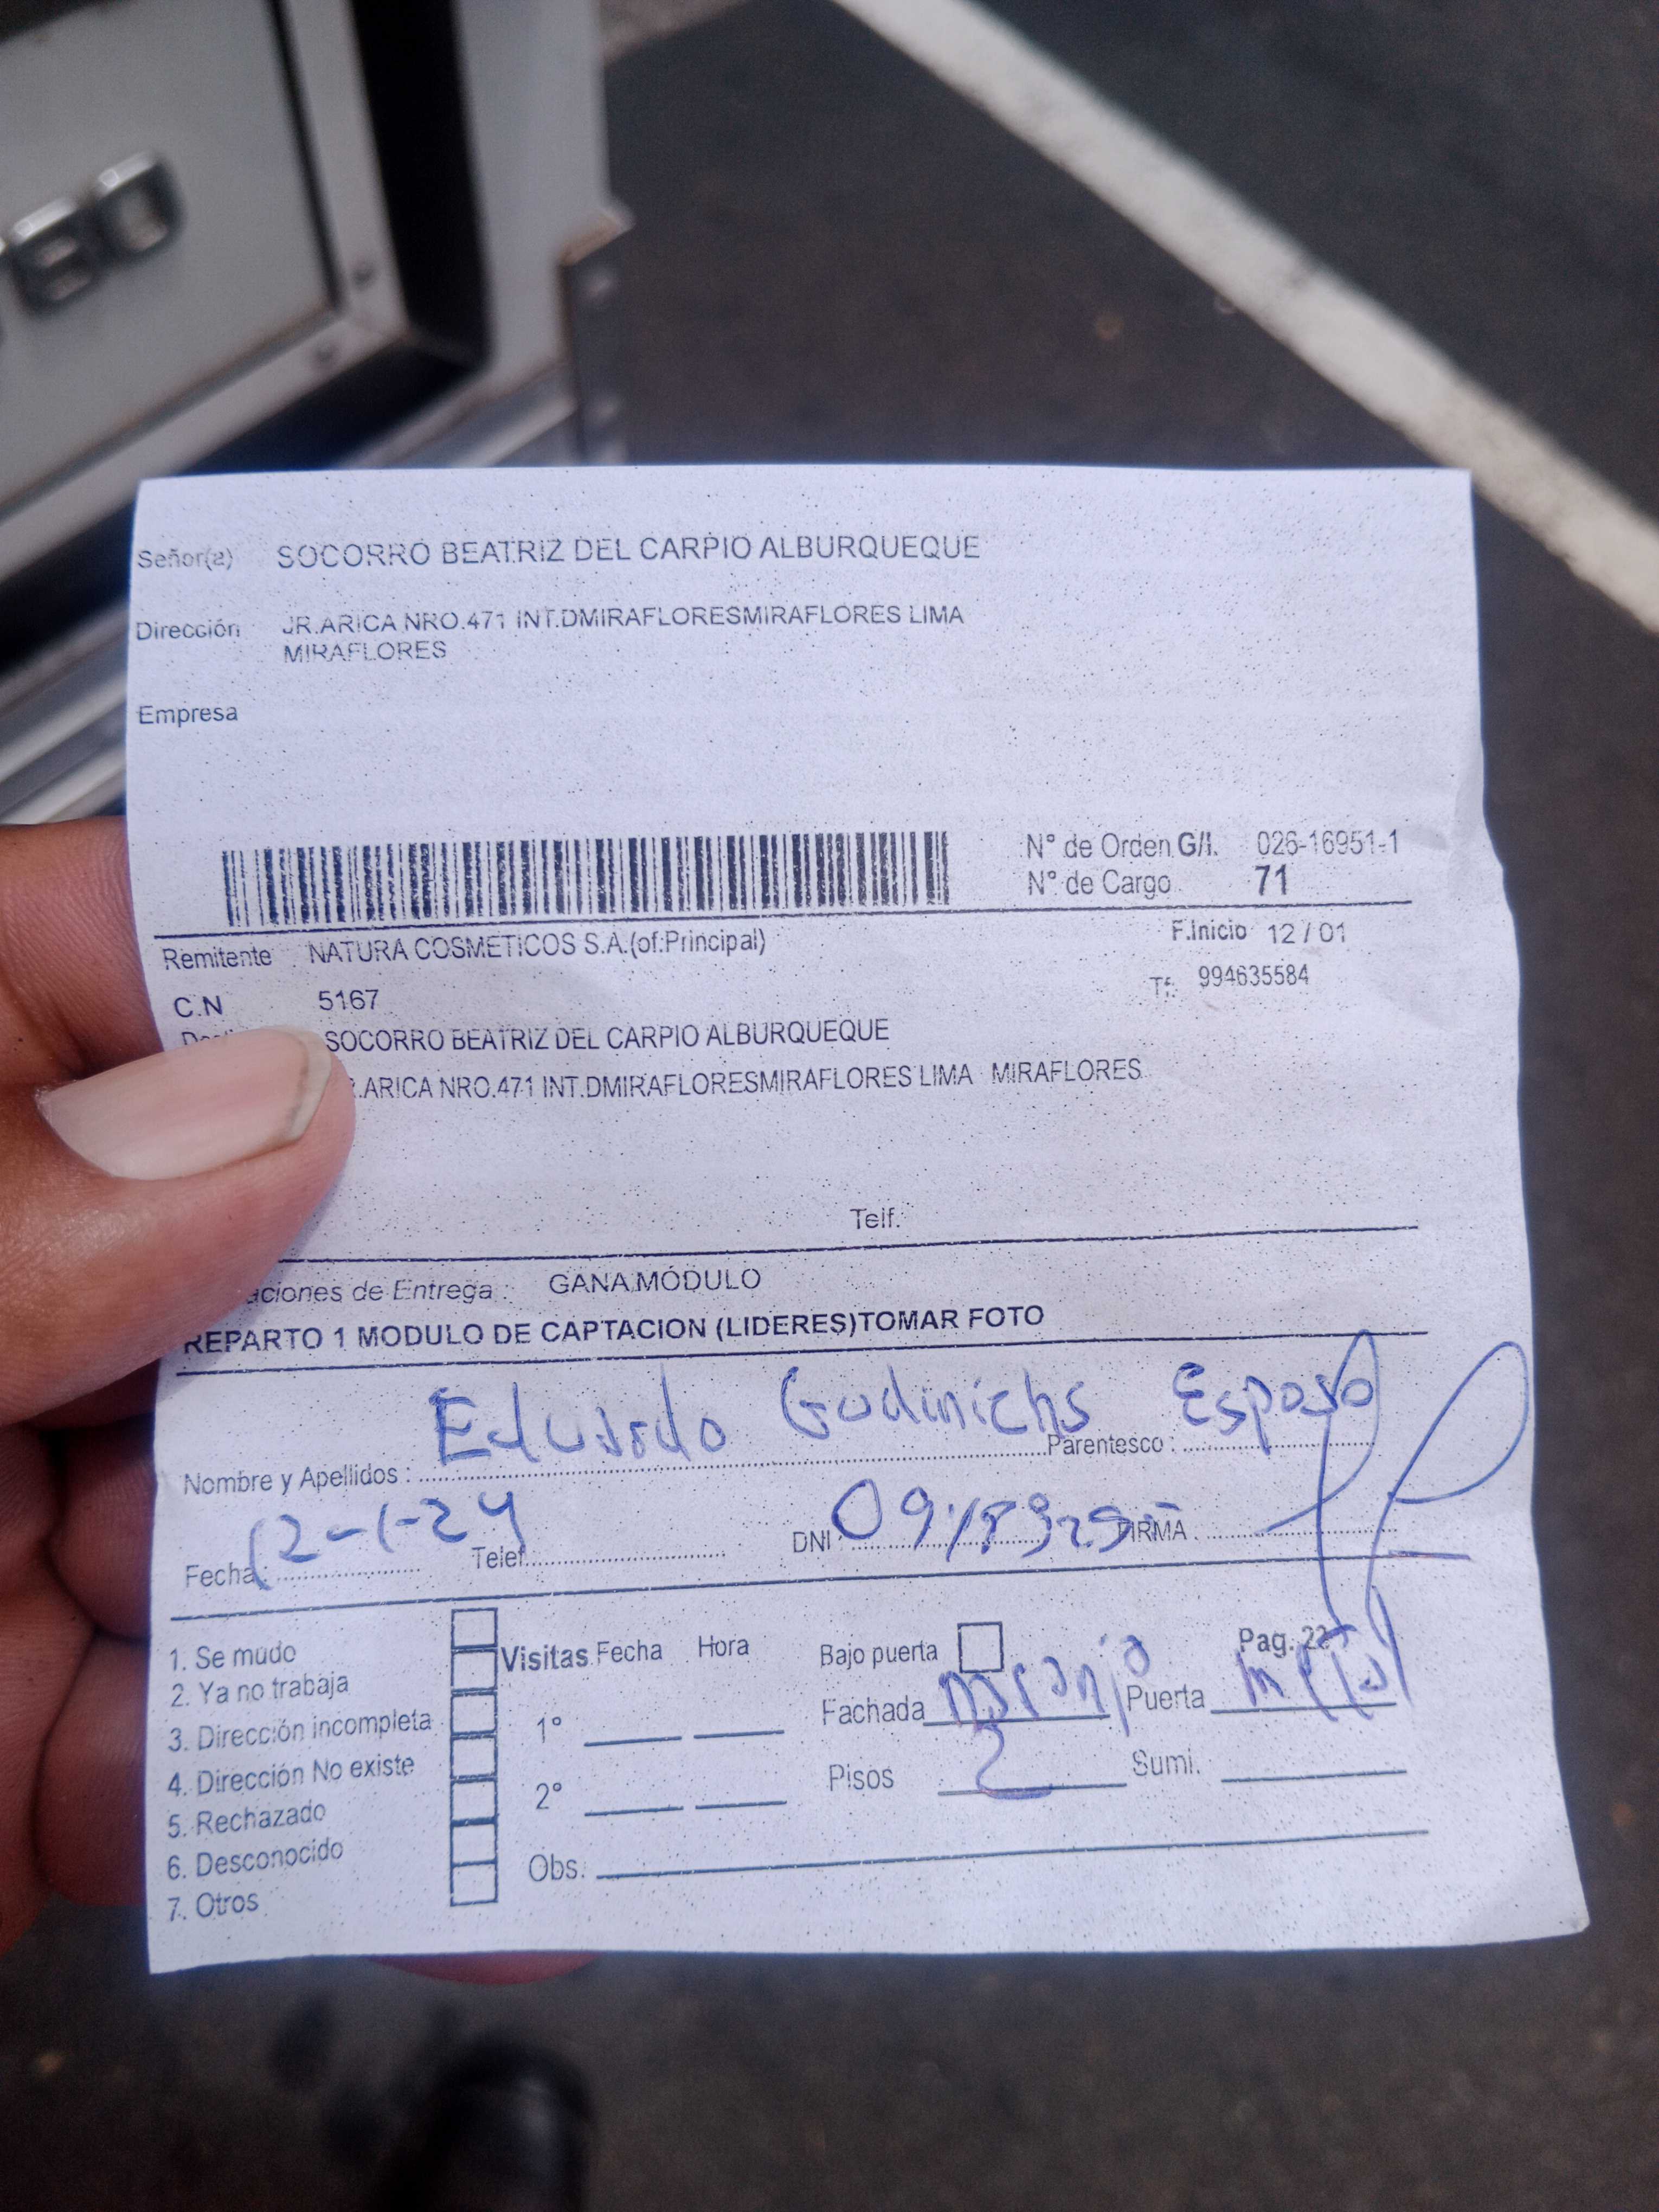 Señor(a) SOCORRO BEATRIZ DEL CARPIO ALBURQUEQUE
Dirección JR.ARICA NRO.471 INT.DMIRAFLORESMIRAFLORES LIMA
MIRAFLORES
Empresa
N° de Orden G/I. 026-16951-1
N° de Cargo 71
Remitente NATURA COSMETICOS S.A.(of:Principal) F.Inicio 12 / 01
C.N 5167 Tf: 994635584
SOCORRO BEATRIZ DEL CARPIO ALBURQUEQUE
R.ARICA NRO.471 INT.DMIRAFLORESMIRAFLORES LIMA MIRAFLORES
Telf.
aciones de Entrega : GANA MÓDULO
REPARTO 1 MODULO DE CAPTACION (LIDERES)TOMAR FOTO
Nombre y Apellidos : Eduardo Parentesco : Esposo
Fecha : 12-1-24 Telef. DNI : FIRMA
1. Se mudo
2. Ya no trabaja
3. Dirección incompleta
4. Dirección No existe
5. Rechazado
6. Desconocido
7. Otros
Visitas Fecha Hora
1°
2°
Obs.
Bajo puerta Pag. 22
Fachada naranja Puerta metal
Pisos 2 Sumi.